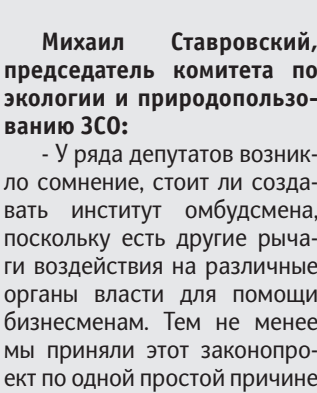 Михаил Ставровский,
председатель комитета по
экологии и природопользо-
ванию ЗСО:
- У ряда депутатов возник-
ло сомнение, стоит ли созда-
вать институт омбудсмена,
поскольку есть другие рыча-
ги воздействия на различные
органы власти для помощи
бизнесменам. Тем не менее
мы приняли этот законопро-
ект по одной простой причине